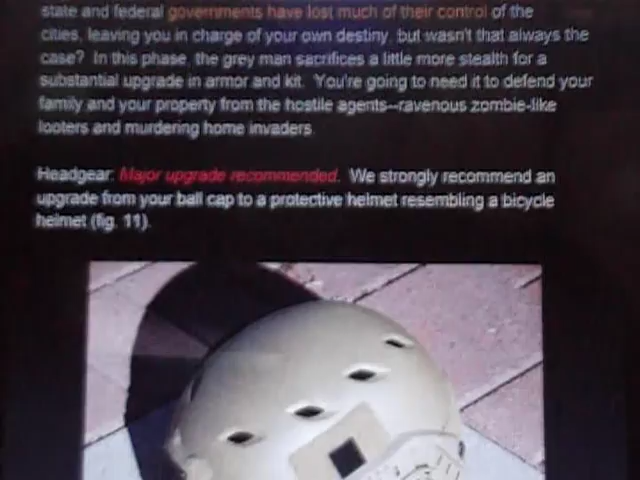 state and federal governments have lost much of their control of the
cities, leaving you in charge of your own destiny, but wasn't that always the
case? In this phase, the grey man sacrifices a little more stealth for a
substantial upgrade in armor and kit. You're going to need it to defend your
family and your property from the hostile agents--ravenous zombie-like
looters and murdering home invaders.
Headgear: Major upgrade recommended. We strongly recommend an
upgrade from your ball cap to a protective helmet resembling a bicycle
helmet (fig. 11).